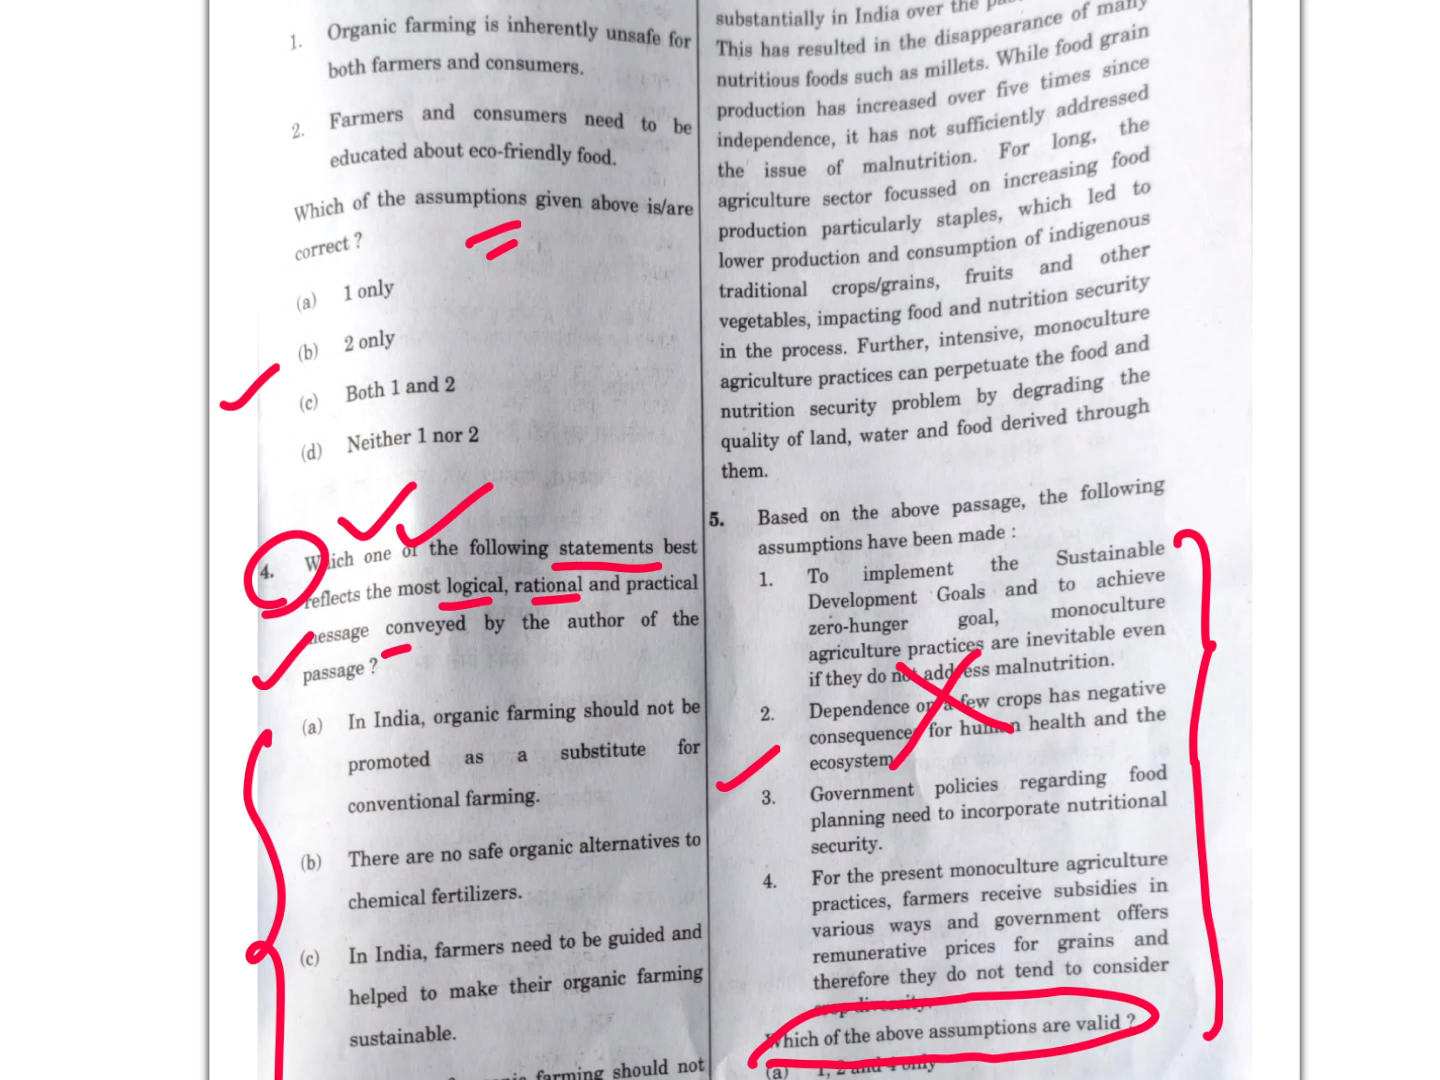 1. Organic farming is inherently unsafe for
both farmers and consumers.
2. Farmers and consumers need to be
educated about eco-friendly food.
Which of the assumptions given above is/are
correct ?
(a) 1 only
(b) 2 only
(c) Both 1 and 2
(d) Neither 1 nor 2
4. Which one of the following statements best
reflects the most logical, rational and practical
message conveyed by the author of the
passage ?
(a) In India, organic farming should not be
promoted as a substitute for
conventional farming.
(b) There are no safe organic alternatives to
chemical fertilizers.
(c) In India, farmers need to be guided and
helped to make their organic farming
sustainable.
farming should not
substantially in India over the
This has resulted in the disappearance of many
nutritious foods such as millets. While food grain
production has increased over five times since
independence, it has not sufficiently addressed
the issue of malnutrition. For long, the
agriculture sector focussed on increasing food
production particularly staples, which led to
lower production and consumption of indigenous
traditional crops/grains, fruits and other
vegetables, impacting food and nutrition security
in the process. Further, intensive, monoculture
agriculture practices can perpetuate the food and
nutrition security problem by degrading the
quality of land, water and food derived through
them.
5. Based on the above passage, the following
assumptions have been made :
1. To implement the Sustainable
Development Goals and to achieve
zero-hunger goal, monoculture
agriculture practices are inevitable even
if they do not address malnutrition.
2. Dependence on a few crops has negative
consequences for human health and the
ecosystem.
3. Government policies regarding food
planning need to incorporate nutritional
security.
4. For the present monoculture agriculture
practices, farmers receive subsidies in
various ways and government offers
remunerative prices for grains and
therefore they do not tend to consider
crop diversity.
Which of the above assumptions are valid ?
(a) 1, 2 and 4 only